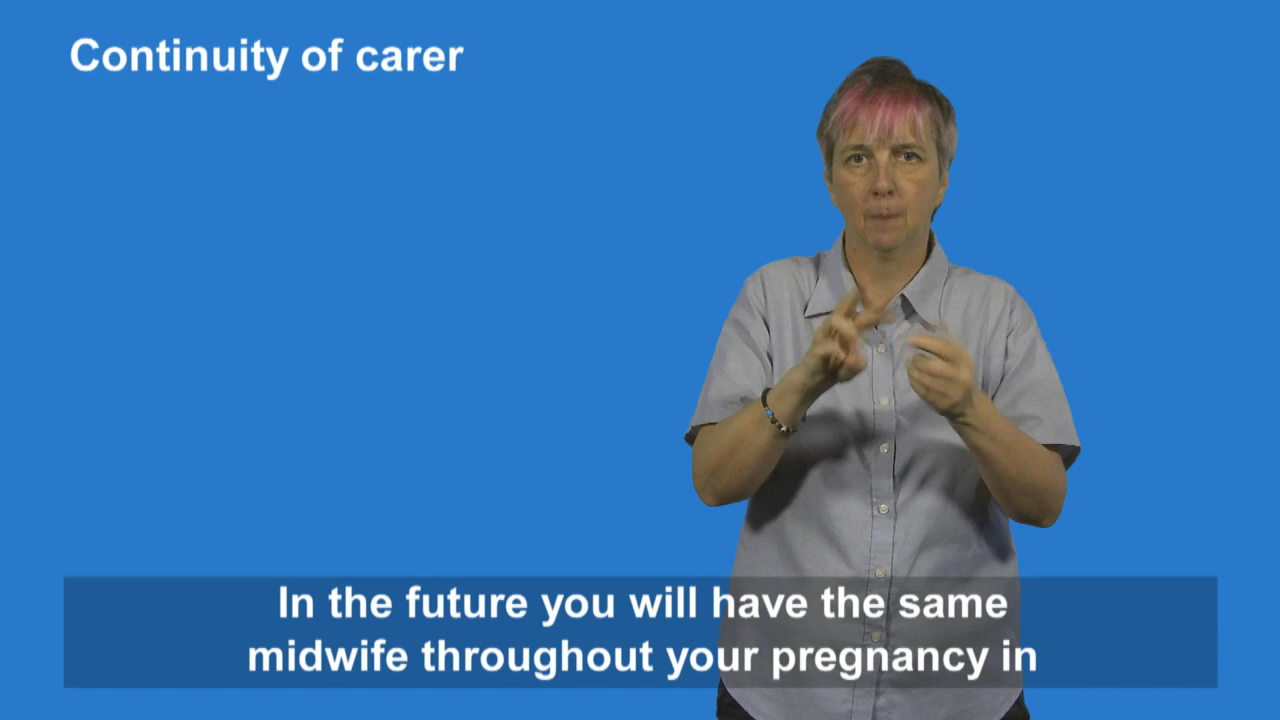 Continuity of carer
In the future you will have the same
midwife throughout your pregnancy in